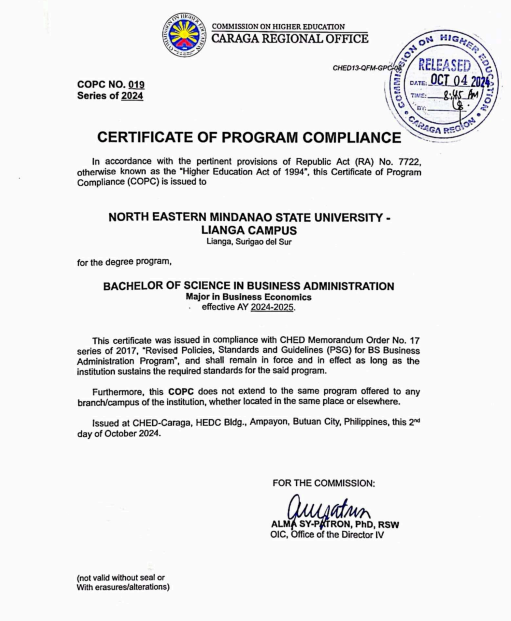 COMMISSION ON HIGHER EDUCATION
CARAGA REGIONAL OFFICE
CHED13-QFM-GPC-
COMMISSION ON HIGHER EDUCATION
RELEASED
DATE: OCT 04 2024
TIME: 8:45 AM
BY:
CARAGA REGION
COPC NO. 019
Series of 2024
CERTIFICATE OF PROGRAM COMPLIANCE
In accordance with the pertinent provisions of Republic Act (RA) No. 7722,
otherwise known as the "Higher Education Act of 1994", this Certificate of Program
Compliance (COPC) is issued to
NORTH EASTERN MINDANAO STATE UNIVERSITY -
LIANGA CAMPUS
Lianga, Surigao del Sur
for the degree program,
BACHELOR OF SCIENCE IN BUSINESS ADMINISTRATION
Major in Business Economics
effective AY 2024-2025.
This certificate was issued in compliance with CHED Memorandum Order No. 17
series of 2017, "Revised Policies, Standards and Guidelines (PSG) for BS Business
Administration Program", and shall remain in force and in effect as long as the
institution sustains the required standards for the said program.
Furthermore, this COPC does not extend to the same program offered to any
branch/campus of the institution, whether located in the same place or elsewhere.
Issued at CHED-Caraga, HEDC Bldg., Ampayon, Butuan City, Philippines, this 2nd
day of October 2024.
FOR THE COMMISSION:
ALMA SY-PATRON, PhD, RSW
OIC, Office of the Director IV
(not valid without seal or
With erasures/alterations)